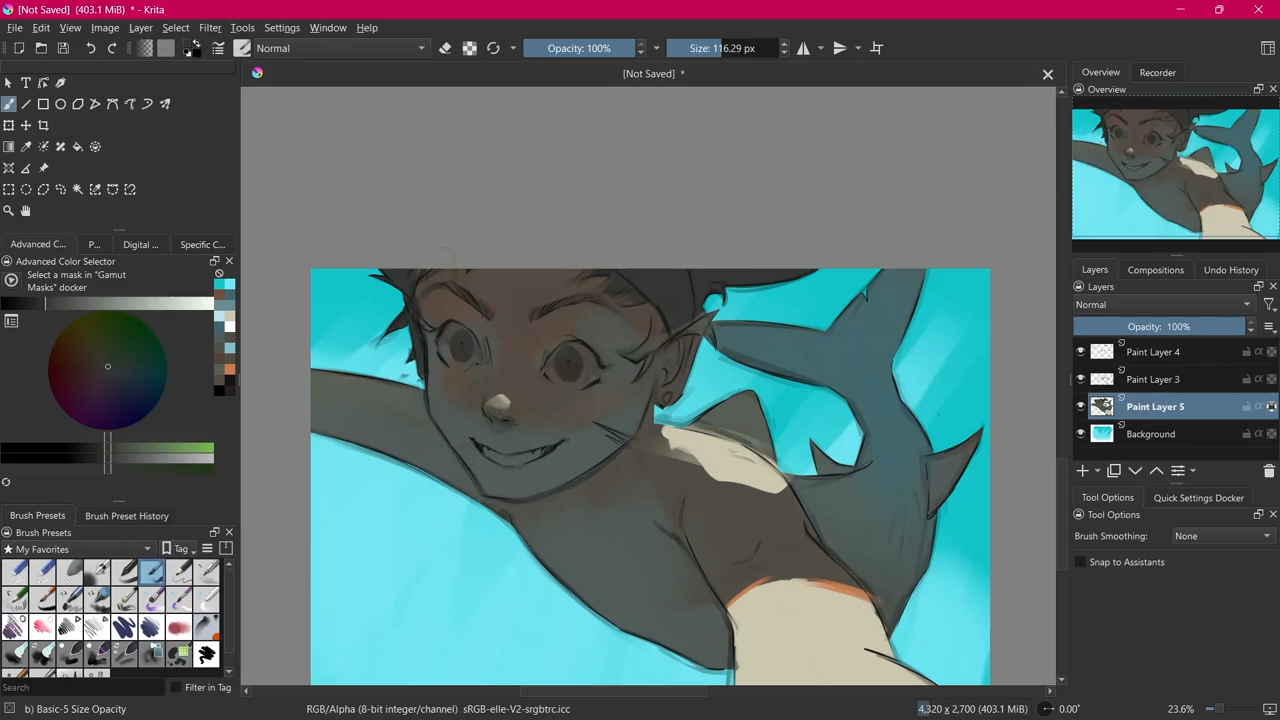 [Not Saved] (403.1 MiB) * - Krita
File Edit View Image Layer Select Filter Tools Settings Window Help
Normal Opacity: 100% Size: 116.29 px
[Not Saved] *
Overview Recorder
Overview
Advanced C... P... Digital ... Specific C...
Advanced Color Selector
Select a mask in "Gamut
Masks" docker
Layers Compositions Undo History
Layers
Normal
Opacity: 100%
Paint Layer 4
Paint Layer 3
Paint Layer 5
Background
Tool Options Quick Settings Docker
Tool Options
Brush Smoothing: None
Snap to Assistants
Brush Presets Brush Preset History
Brush Presets
★ My Favorites Tag
Search Filter in Tag
b) Basic-5 Size Opacity RGB/Alpha (8-bit integer/channel) sRGB-elle-V2-srgbtrc.icc 4,320 x 2,700 (403.1 MiB) 0.00° 23.6%